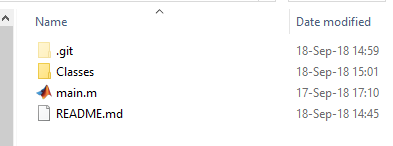 Name Date modified
.git 18-Sep-18 14:59
Classes 18-Sep-18 15:01
main.m 17-Sep-18 17:10
README.md 18-Sep-18 14:45